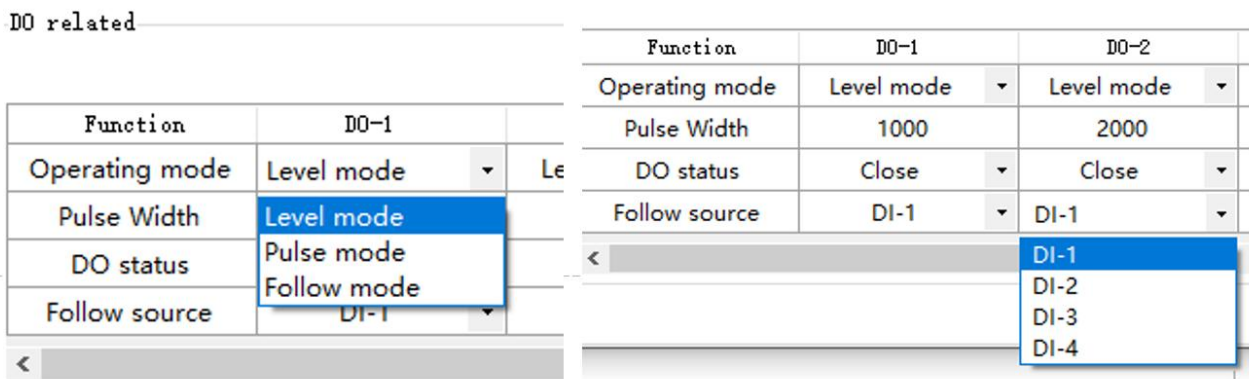 DO related
Function DO-1
Operating mode Level mode Le
Pulse Width Level mode
Pulse mode
DO status
Follow mode
Follow source DI-1
Function DO-1 DO-2
Operating mode Level mode Level mode
Pulse Width 1000 2000
DO status Close Close
Follow source DI-1 DI-1
DI-1
DI-2
DI-3
DI-4